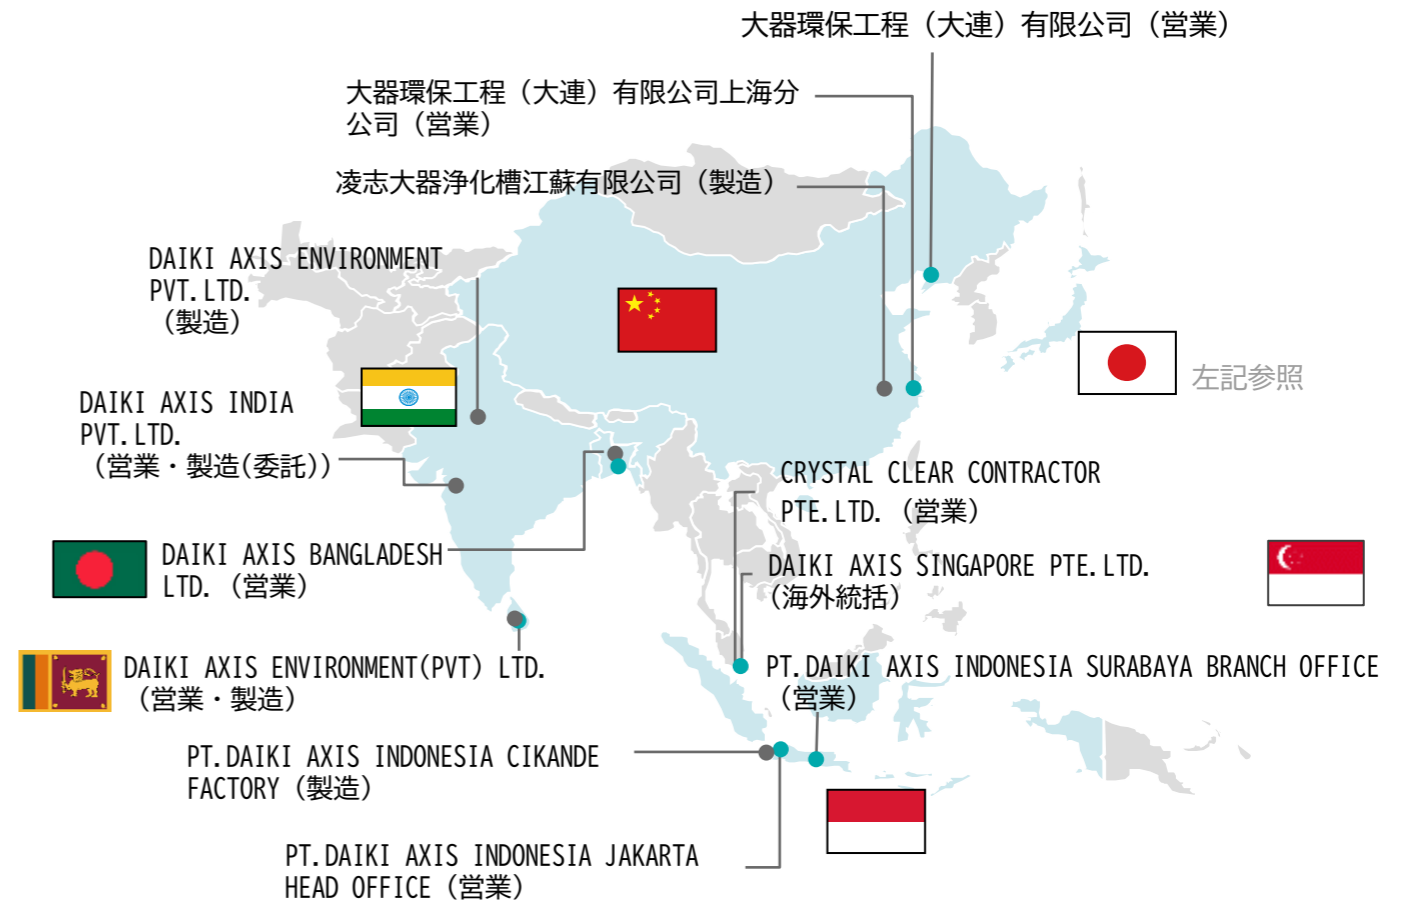 大器環保工程（大連）有限公司（営業）
大器環保工程（大連）有限公司上海分
公司（営業）
凌志大器浄化槽江蘇有限公司（製造）
DAIKI AXIS ENVIRONMENT
PVT.LTD.
（製造）
左記参照
DAIKI AXIS INDIA
PVT.LTD.
（営業・製造(委託)）
CRYSTAL CLEAR CONTRACTOR
PTE.LTD.（営業）
DAIKI AXIS BANGLADESH
LTD.（営業）
DAIKI AXIS SINGAPORE PTE.LTD.
（海外統括）
DAIKI AXIS ENVIRONMENT(PVT) LTD.
（営業・製造）
PT.DAIKI AXIS INDONESIA SURABAYA BRANCH OFFICE
（営業）
PT.DAIKI AXIS INDONESIA CIKANDE
FACTORY（製造）
PT.DAIKI AXIS INDONESIA JAKARTA
HEAD OFFICE（営業）